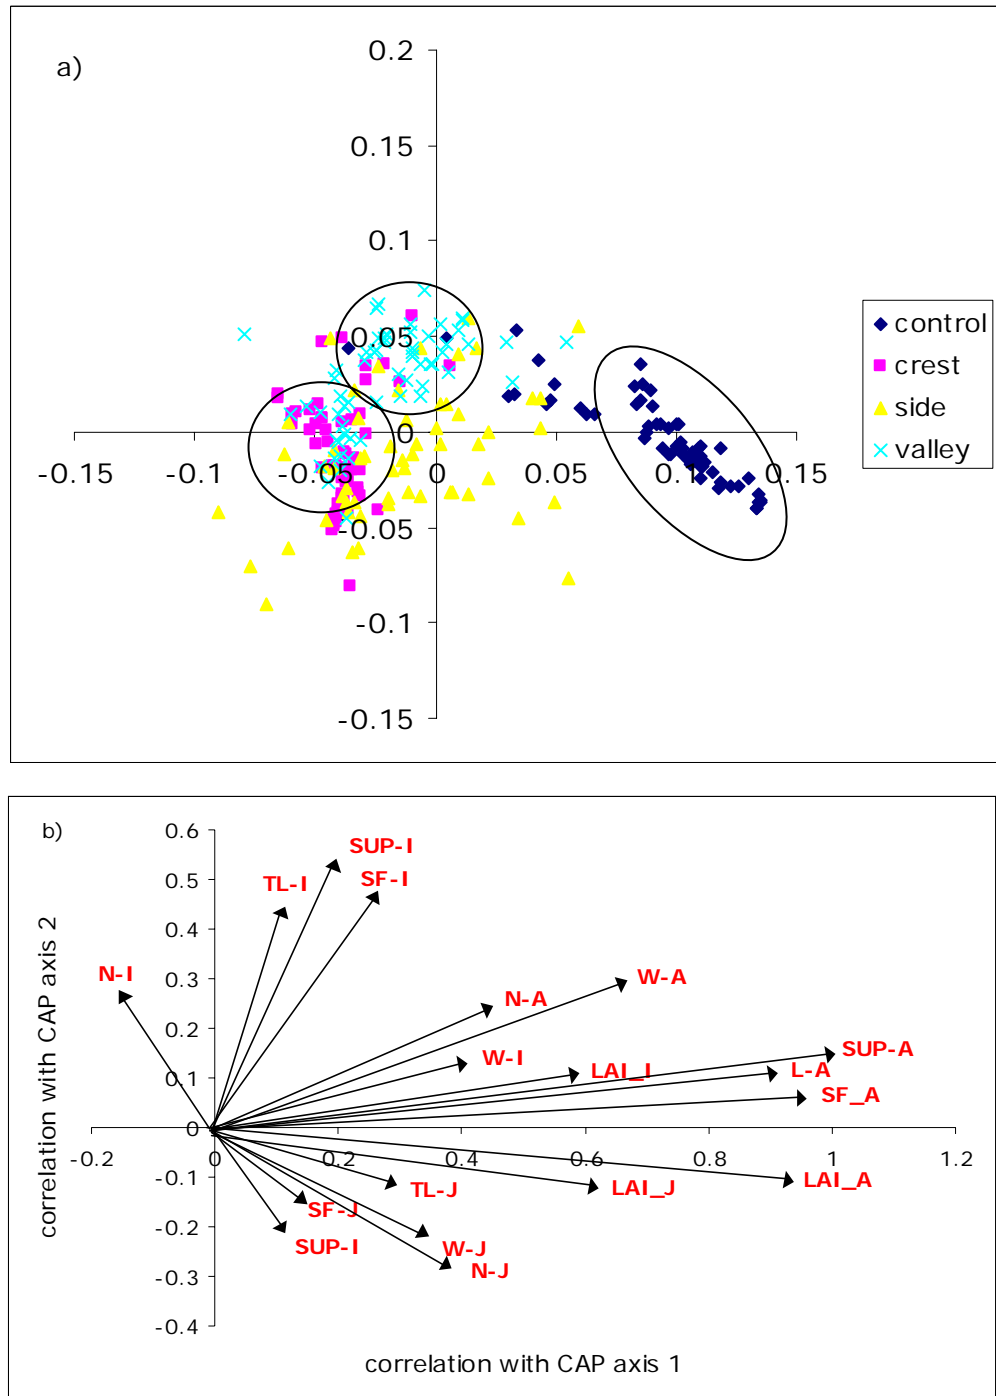 a)
0.2
0.15
0.1
0.05
-0.15 -0.1 -0.05 0 0.05 0.1 0.15
-0.05
-0.1
-0.15
control
crest
side
valley
b)
0.6
0.5
0.4
0.3
0.2
0.1
0
-0.1
-0.2
-0.3
-0.4
-0.2 0 0.2 0.4 0.6 0.8 1 1.2
correlation with CAP axis 2
correlation with CAP axis 1
SUP-I
TL-I
SF-I
N-I
W-A
N-A
SUP-A
W-I
LAI_I
L-A
SF_A
TL-J
LAI_J
LAI_A
SF-J
SUP-I
W-J
N-J